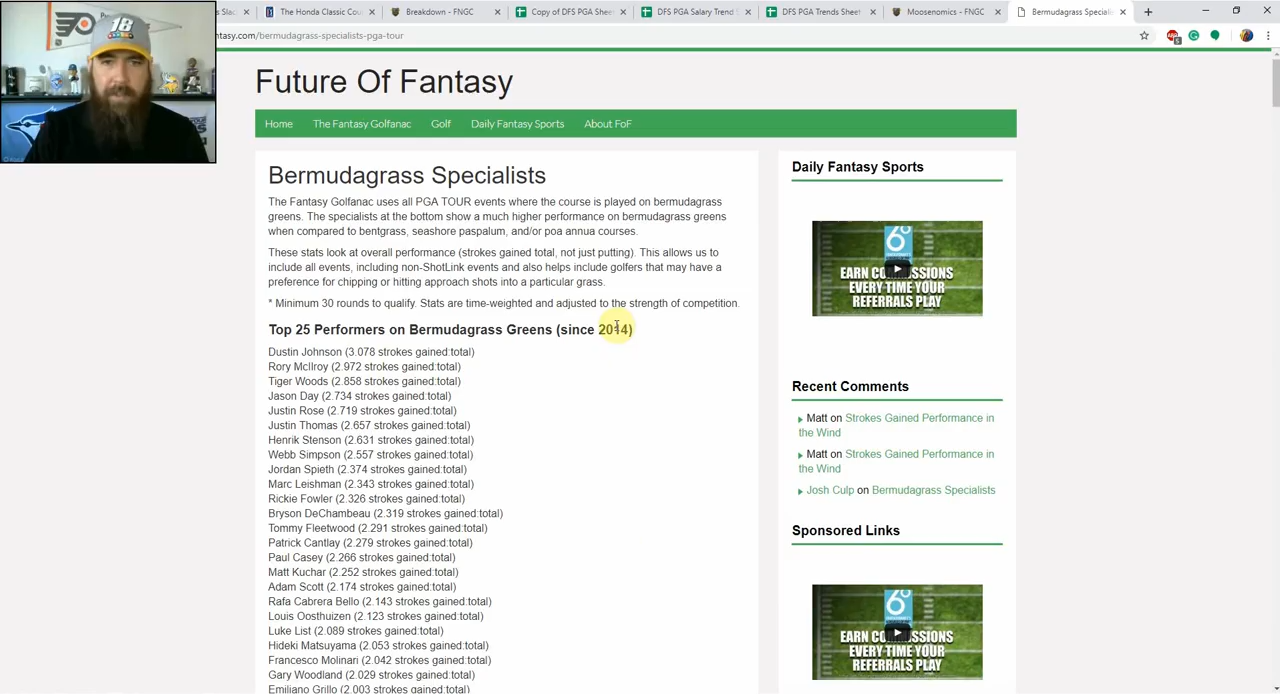 s Slac
The Honda Classic Cou
Breakdown - FNGC
Copy of DFS PGA Shee
DFS PGA Salary Trend S
DFS PGA Trends Sheet
Moosenomics - FNGC
Bermudagrass Speciali
tasy.com/bermudagrass-specialists-pga-tour
18
Future Of Fantasy
Home
The Fantasy Golfanac
Golf
Daily Fantasy Sports
About FoF
Bermudagrass Specialists
The Fantasy Golfanac uses all PGA TOUR events where the course is played on bermudagrass
greens. The specialists at the bottom show a much higher performance on bermudagrass greens
when compared to bentgrass, seashore paspalum, and/or poa annua courses.
These stats look at overall performance (strokes gained total, not just putting). This allows us to
include all events, including non-ShotLink events and also helps include golfers that may have a
preference for chipping or hitting approach shots into a particular grass.
* Minimum 30 rounds to qualify. Stats are time-weighted and adjusted to the strength of competition.
Top 25 Performers on Bermudagrass Greens (since 2014)
Dustin Johnson (3.078 strokes gained:total)
Rory McIlroy (2.972 strokes gained:total)
Tiger Woods (2.858 strokes gained:total)
Jason Day (2.734 strokes gained:total)
Justin Rose (2.719 strokes gained:total)
Justin Thomas (2.657 strokes gained:total)
Henrik Stenson (2.631 strokes gained:total)
Webb Simpson (2.557 strokes gained:total)
Jordan Spieth (2.374 strokes gained:total)
Marc Leishman (2.343 strokes gained:total)
Rickie Fowler (2.326 strokes gained:total)
Bryson DeChambeau (2.319 strokes gained:total)
Tommy Fleetwood (2.291 strokes gained:total)
Patrick Cantlay (2.279 strokes gained:total)
Paul Casey (2.266 strokes gained:total)
Matt Kuchar (2.252 strokes gained:total)
Adam Scott (2.174 strokes gained:total)
Rafa Cabrera Bello (2.143 strokes gained:total)
Louis Oosthuizen (2.123 strokes gained:total)
Luke List (2.089 strokes gained:total)
Hideki Matsuyama (2.053 strokes gained:total)
Francesco Molinari (2.042 strokes gained:total)
Gary Woodland (2.029 strokes gained:total)
Emiliano Grillo (2.003 strokes gained:total)
Daily Fantasy Sports
EARN COMMISSIONS
EVERY TIME YOUR
REFERRALS PLAY
Recent Comments
Matt on Strokes Gained Performance in
the Wind
Matt on Strokes Gained Performance in
the Wind
Josh Culp on Bermudagrass Specialists
Sponsored Links
EARN COMMISSIONS
EVERY TIME YOUR
REFERRALS PLAY